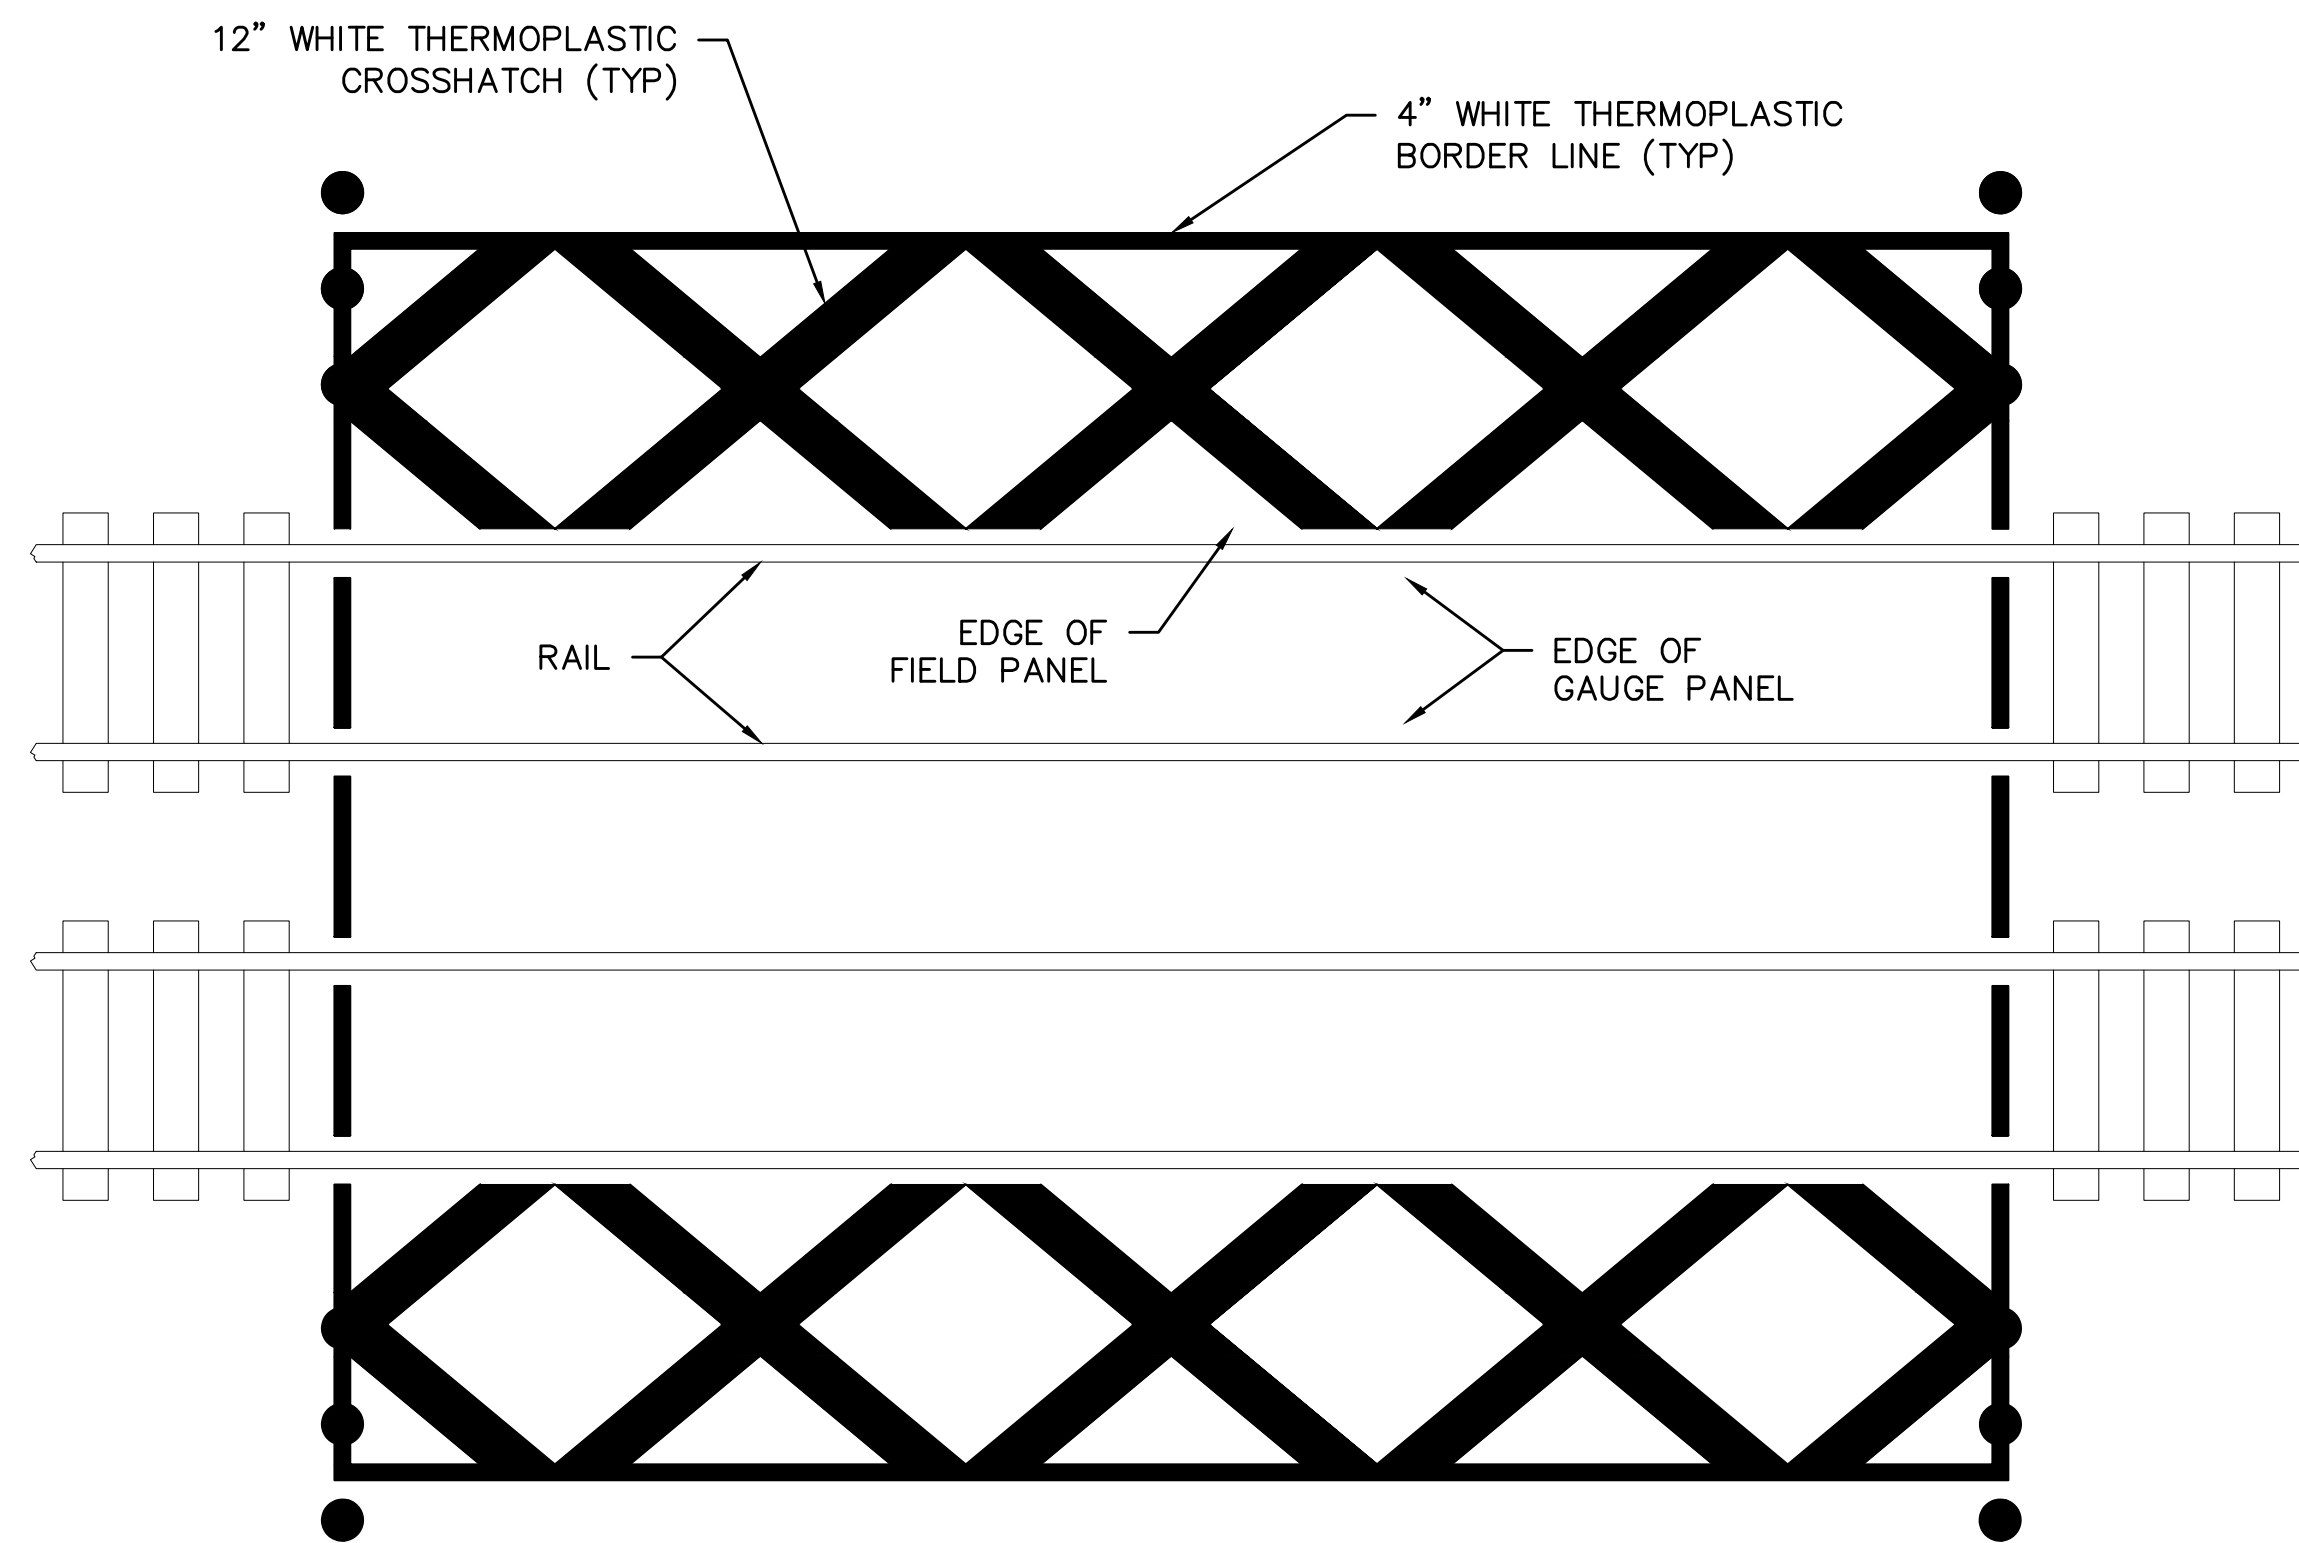 12” WHITE THERMOPLASTIC
CROSSHATCH (TYP)
4” WHITE THERMOPLASTIC
BORDER LINE (TYP)
RAIL
EDGE OF
FIELD PANEL
EDGE OF
GAUGE PANEL